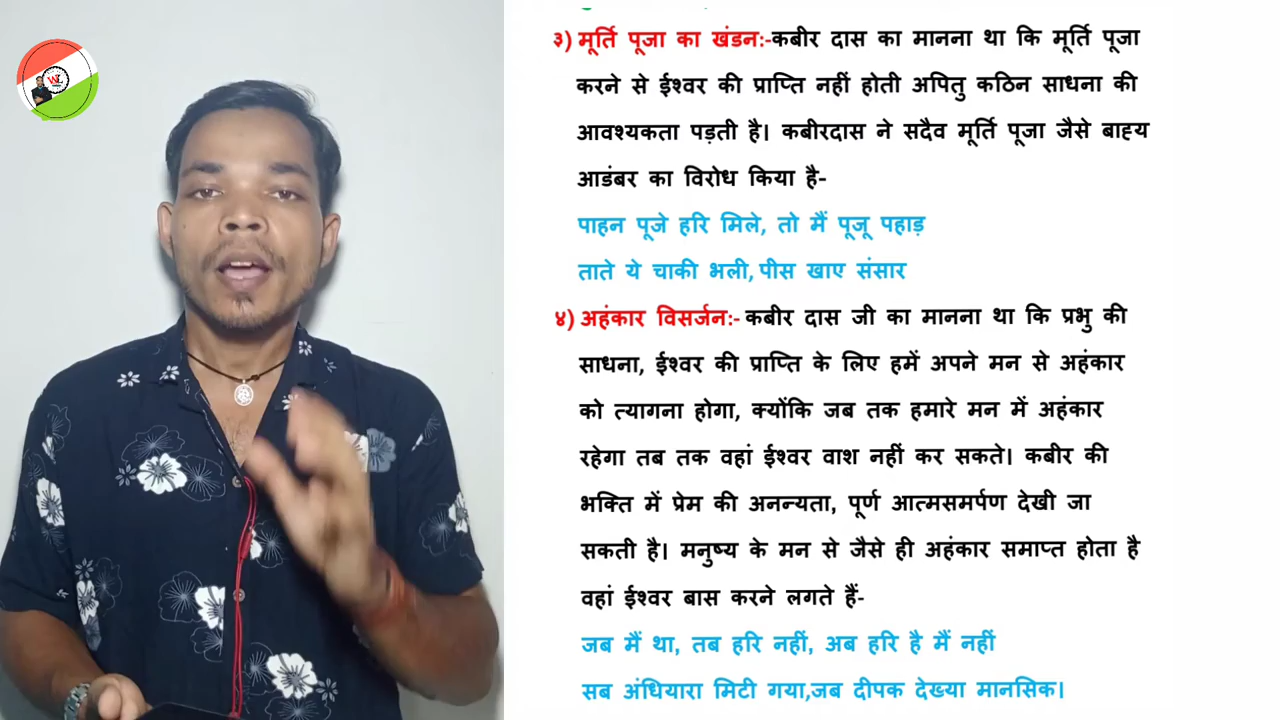 ३) मूर्ति पूजा का खंडन:-कबीर दास का मानना था कि मूर्ति पूजा
करने से ईश्वर की प्राप्ति नहीं होती अपितु कठिन साधना की
आवश्यकता पड़ती है। कबीरदास ने सदैव मूर्ति पूजा जैसे बाह्य
आडंबर का विरोध किया है-
पाहन पूजे हरि मिले, तो मैं पूजू पहाड़
ताते ये चाकी भली, पीस खाए संसार
४) अहंकार विसर्जन:- कबीर दास जी का मानना था कि प्रभु की
साधना, ईश्वर की प्राप्ति के लिए हमें अपने मन से अहंकार
को त्यागना होगा, क्योंकि जब तक हमारे मन में अहंकार
रहेगा तब तक वहां ईश्वर वाश नहीं कर सकते। कबीर की
भक्ति में प्रेम की अनन्यता, पूर्ण आत्मसमर्पण देखी जा
सकती है। मनुष्य के मन से जैसे ही अहंकार समाप्त होता है
वहां ईश्वर बास करने लगते हैं-
जब मैं था, तब हरि नहीं, अब हरि है मैं नहीं
सब अंधियारा मिटी गया,जब दीपक देख्या मानसिक।